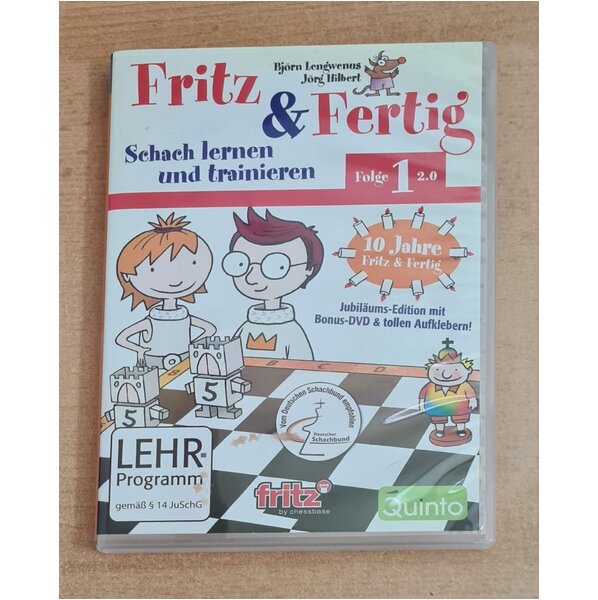 Björn Lengwenus
Jörg Hilbert
Fritz
& Fertig
Schach lernen
und trainieren
Folge 1 2.0
10 Jahre
Fritz & Fertig
Jubiläums-Edition mit
Bonus-DVD & tollen Aufklebern!
B C D
5
5
Vom Deutschen Schachbund empfohlen
Deutscher
Schachbund
LEHR-
Programm
gemäß § 14 JuSchG
fritz
by chessbase
Quinto